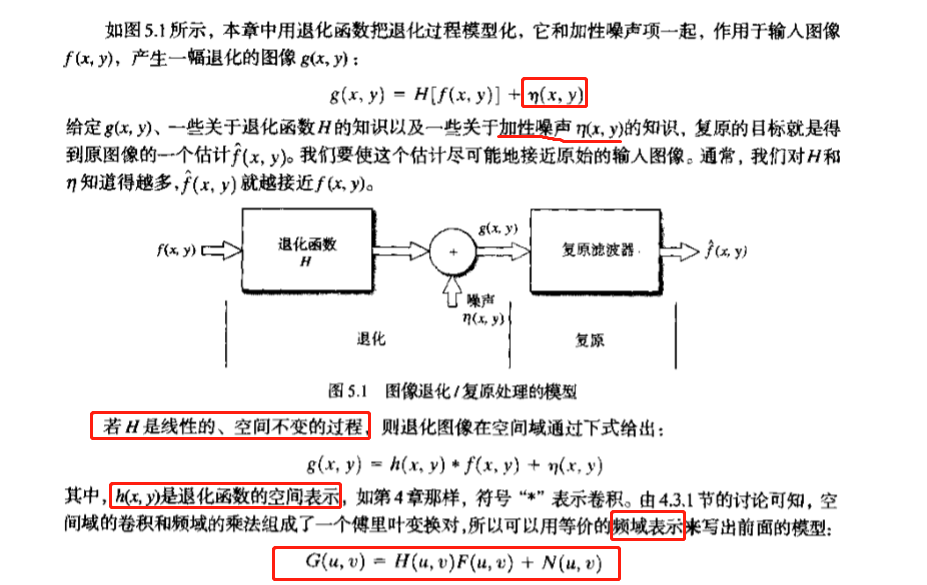 如图5.1所示，本章中用退化函数把退化过程模型化，它和加性噪声项一起，作用于输入图像
f(x, y)，产生一幅退化的图像g(x, y)：
g(x, y) = H[f(x, y)] + η(x, y)
给定g(x, y)、一些关于退化函数H的知识以及一些关于加性噪声η(x, y)的知识，复原的目标就是得
到原图像的一个估计f̂(x, y)。我们要使这个估计尽可能地接近原始的输入图像。通常，我们对H和
η知道得越多，f̂(x, y)就越接近f(x, y)。
f(x, y)
退化函数
H
+
g(x, y)
复原滤波器
f̂(x, y)
噪声
η(x, y)
退化
复原
图5.1 图像退化/复原处理的模型
若H是线性的、空间不变的过程，则退化图像在空间域通过下式给出：
g(x, y) = h(x, y) * f(x, y) + η(x, y)
其中，h(x, y)是退化函数的空间表示，如第4章那样，符号“*”表示卷积。由4.3.1节的讨论可知，空
间域的卷积和频域的乘法组成了一个傅里叶变换对，所以可以用等价的频域表示来写出前面的模型：
G(u, v) = H(u, v)F(u, v) + N(u, v)